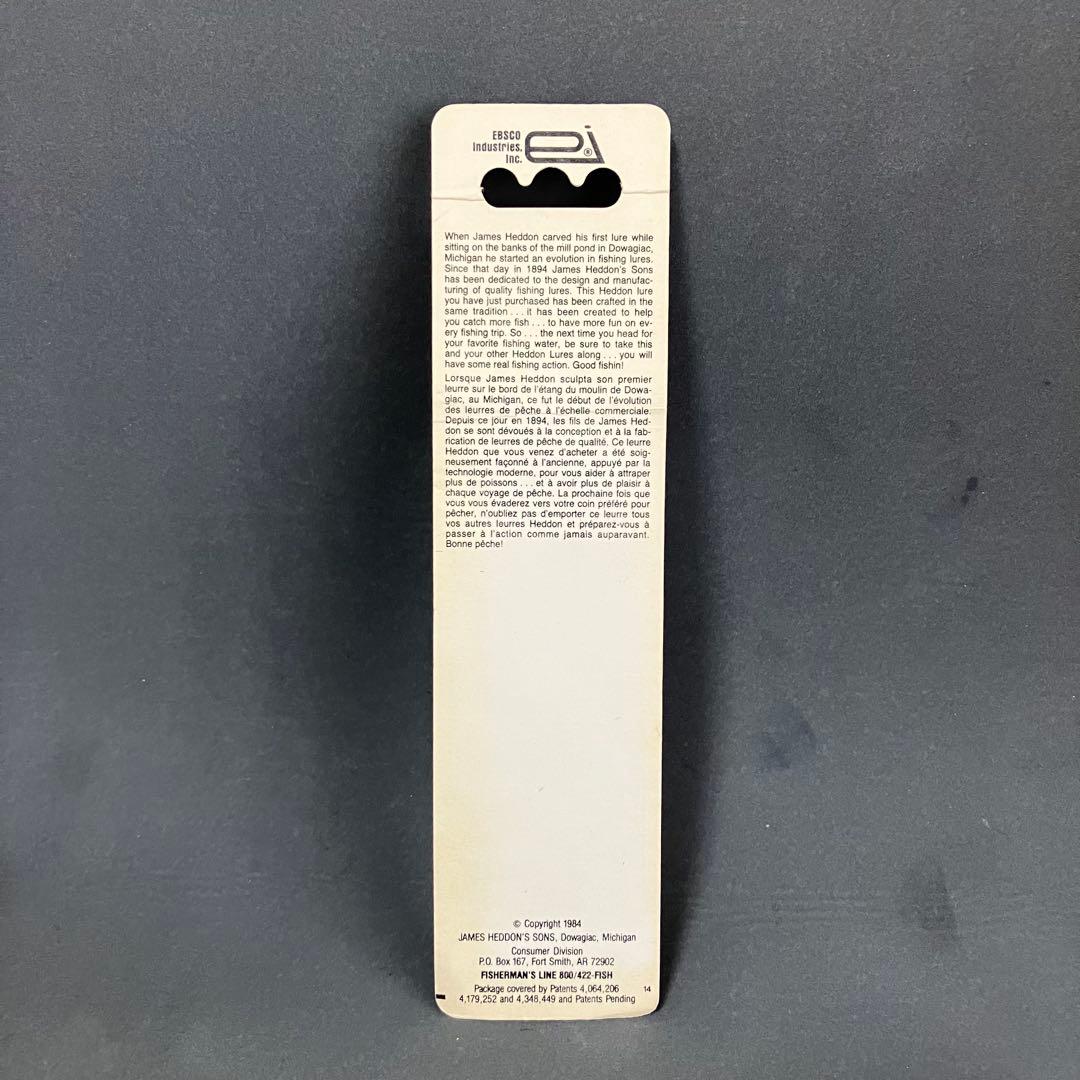 EBSCO
Industries,
Inc.
ei®
When James Heddon carved his first lure while
sitting on the banks of the mill pond in Dowagiac,
Michigan he started an evolution in fishing lures.
Since that day in 1894 James Heddon's Sons
has been dedicated to the design and manufac-
turing of quality fishing lures. This Heddon lure
you have just purchased has been crafted in the
same tradition . . . it has been created to help
you catch more fish . . . to have more fun on ev-
ery fishing trip. So . . . the next time you head for
your favorite fishing water, be sure to take this
and your other Heddon Lures along . . . you will
have some real fishing action. Good fishin!
Lorsque James Heddon sculpta son premier
leurre sur le bord de l'étang du moulin de Dowa-
giac, au Michigan, ce fut le début de l'évolution
des leurres de pêche à l'échelle commerciale.
Depuis ce jour en 1894, les fils de James Hed-
don se sont dévoués à la conception et à la fab-
rication de leurres de pêche de qualité. Ce leurre
Heddon que vous venez d'acheter a été soig-
neusement façonné à l'ancienne, appuyé par la
technologie moderne, pour vous aider à attraper
plus de poissons . . . et à avoir plus de plaisir à
chaque voyage de pêche. La prochaine fois que
vous vous évaderez vers votre coin préféré pour
pêcher, n'oubliez pas d'emporter ce leurre tous
vos autres leurres Heddon et préparez-vous à
passer à l'action comme jamais auparavant.
Bonne pêche!
© Copyright 1984
JAMES HEDDON'S SONS, Dowagiac, Michigan
Consumer Division
P.O. Box 167, Fort Smith, AR 72902
FISHERMAN'S LINE 800/422-FISH
Package covered by Patents 4,064,206 14
4,179,252 and 4,348,449 and Patents Pending